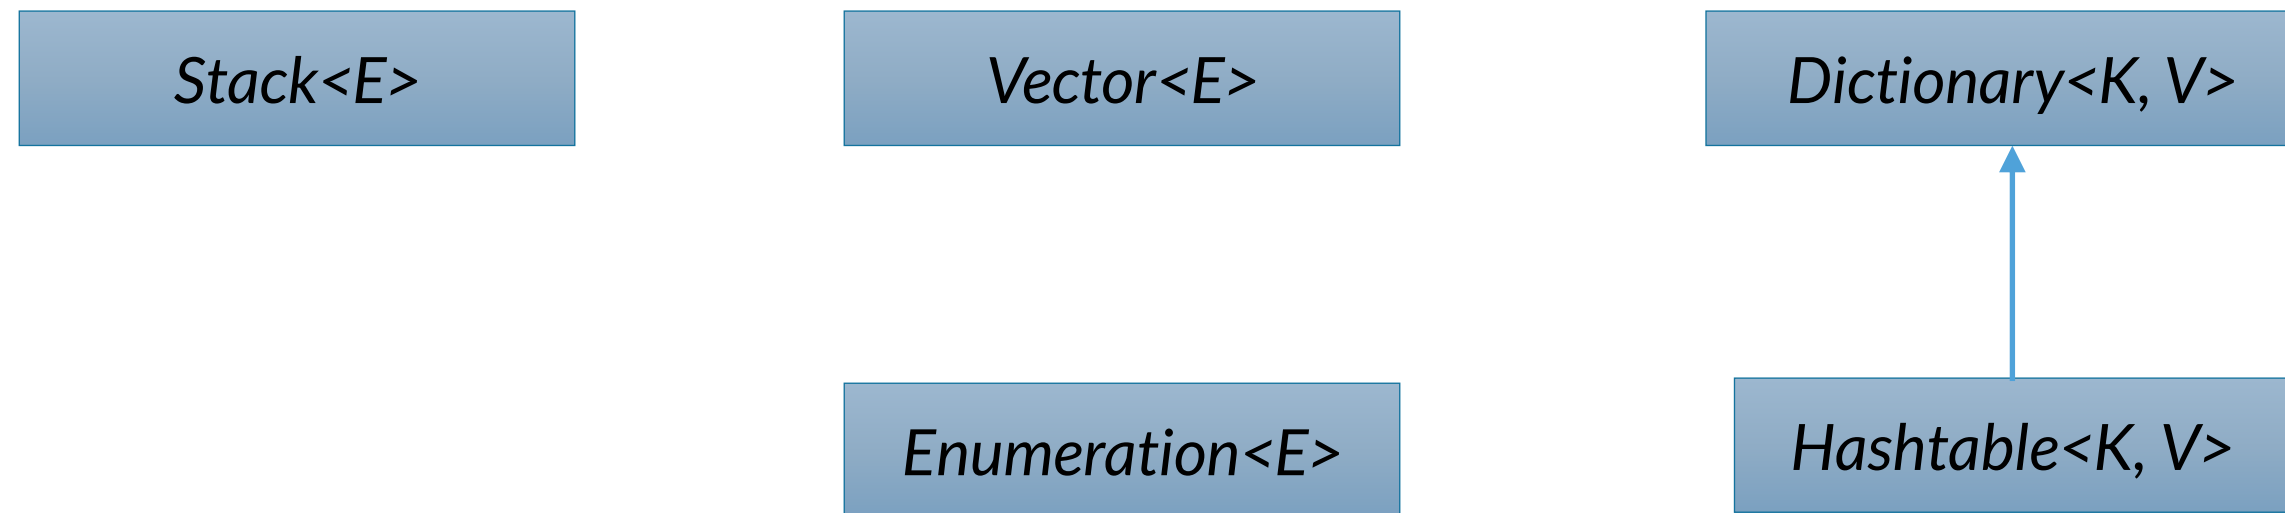 Stack<E>
Vector<E>
Dictionary<K, V>
Enumeration<E>
Hashtable<K, V>